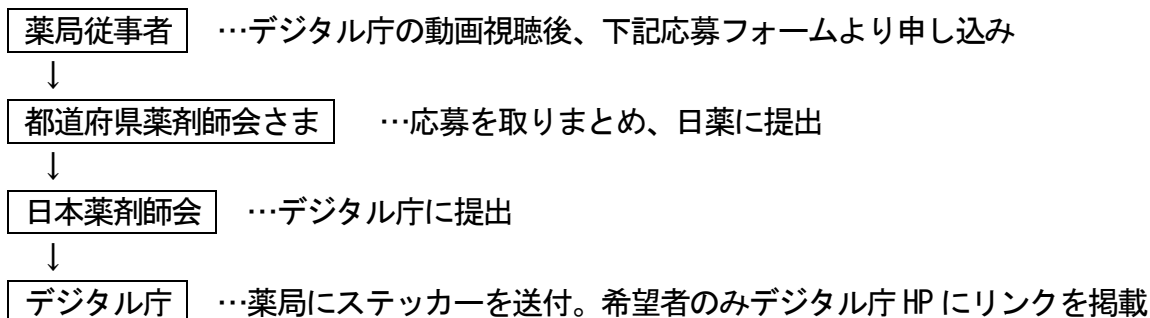 薬局従事者 …デジタル庁の動画視聴後、下記応募フォームより申し込み
↓
都道府県薬剤師会さま …応募を取りまとめ、日薬に提出
↓
日本薬剤師会 …デジタル庁に提出
↓
デジタル庁 …薬局にステッカーを送付。希望者のみデジタル庁 HP にリンクを掲載